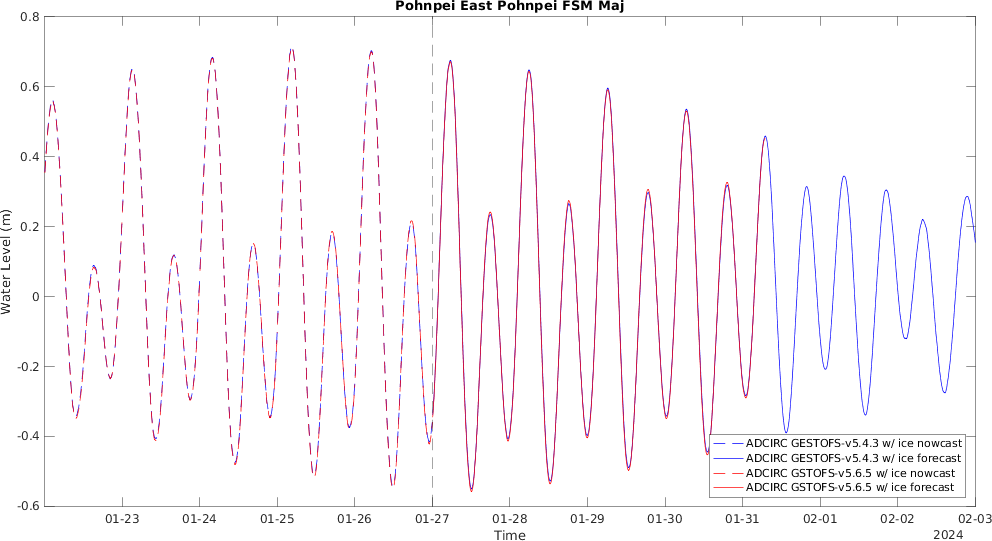 Pohnpei East Pohnpei FSM Maj
0.8
0.6
0.4
0.2
0
-0.2
-0.4
-0.6
Water Level (m)
01-23 01-24 01-25 01-26 01-27 01-28 01-29 01-30 01-31 02-01 02-02 02-03
Time
2024
ADCIRC GESTOFS-v5.4.3 w/ ice nowcast
ADCIRC GESTOFS-v5.4.3 w/ ice forecast
ADCIRC GSTOFS-v5.6.5 w/ ice nowcast
ADCIRC GSTOFS-v5.6.5 w/ ice forecast